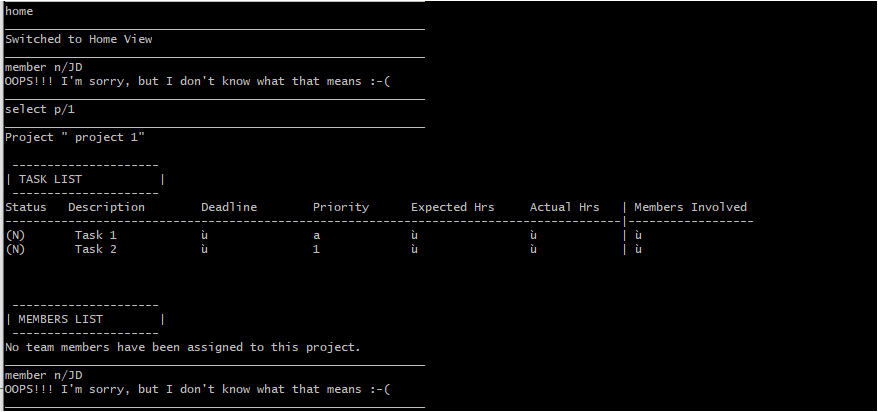 home
Switched to Home View
member n/JD
OOPS!!! I'm sorry, but I don't know what that means :-(
select p/1
Project " project 1"
---------------------
| TASK LIST |
---------------------
Status Description Deadline Priority Expected Hrs Actual Hrs | Members Involved
----------------------------------------------------------------------------------------|------------------
(N) Task 1 ù a ù ù | ù
(N) Task 2 ù 1 ù ù | ù
---------------------
| MEMBERS LIST |
---------------------
No team members have been assigned to this project.
member n/JD
OOPS!!! I'm sorry, but I don't know what that means :-(